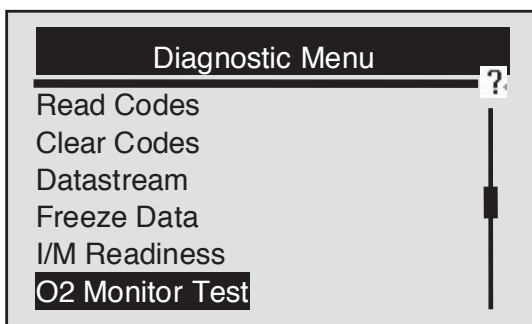 Diagnostic Menu
?
Read Codes
Clear Codes
Datastream
Freeze Data
I/M Readiness
O2 Monitor Test